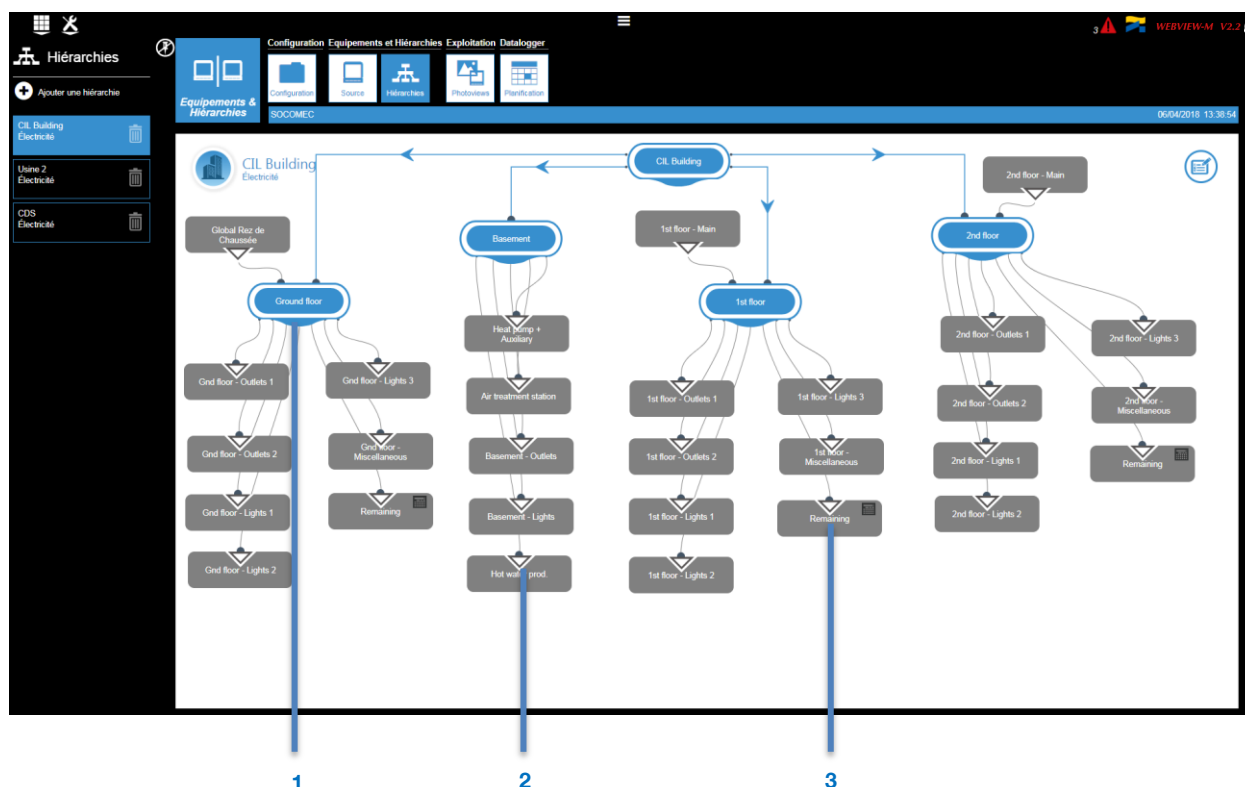 3
WEBVIEW-M V2.2
Hiérarchies
Ajouter une hiérarchie
CIL Building
Électricité
Usine 2
Électricité
CDS
Électricité
Equipements &
Hiérarchies
Configuration
Equipements et Hiérarchies
Exploitation
Datalogger
Configuration
Source
Hiérarchies
Photoviews
Planification
SOCOMEC
06/04/2018 13:38:54
CIL Building
Électricité
CIL Building
2nd floor - Main
Global Rez de
Chaussée
Basement
1st floor - Main
2nd floor
Ground floor
1st floor
Gnd floor - Outlets 1
Gnd floor - Lights 3
Gnd floor - Outlets 2
Gnd floor -
Miscellaneous
Gnd floor - Lights 1
Remaining
Gnd floor - Lights 2
Heat pump +
Auxliary
Air treatment station
Basement - Outlets
Basement - Lights
Hot water prod.
1st floor - Outlets 1
1st floor - Lights 3
1st floor - Outlets 2
1st floor -
Miscellaneous
1st floor - Lights 1
Remaining
1st floor - Lights 2
2nd floor - Outlets 1
2nd floor - Lights 3
2nd floor - Outlets 2
2nd floor -
Miscellaneous
2nd floor - Lights 1
Remaining
2nd floor - Lights 2
1
2
3